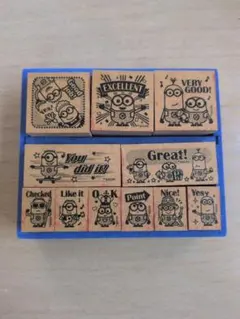 EXCELLENT
VERY
GOOD!
You
did it!
Great!
Checked
Like it
O K
Point
Nice!
Yes